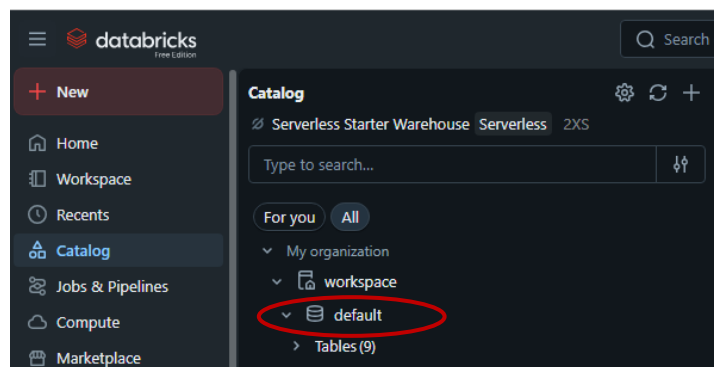 databricks
Free Edition
Search
New
Home
Workspace
Recents
Catalog
Jobs & Pipelines
Compute
Marketplace
Catalog
Serverless Starter Warehouse Serverless 2XS
Type to search...
For you All
My organization
workspace
default
Tables (9)